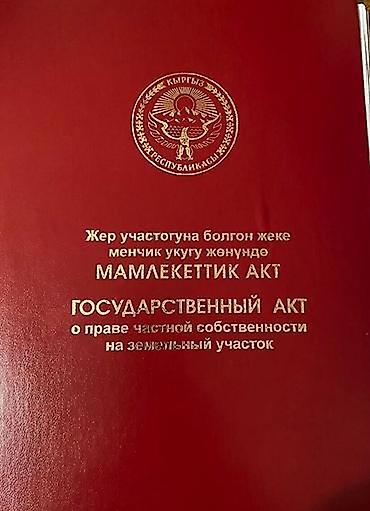 КЫРГЫЗ
РЕСПУБЛИКАСЫ
Жер участогуна болгон жеке
менчик укугу жөнүндө
МАМЛЕКЕТТИК АКТ
ГОСУДАРСТВЕННЫЙ АКТ
о праве частной собственности
на земельный участок